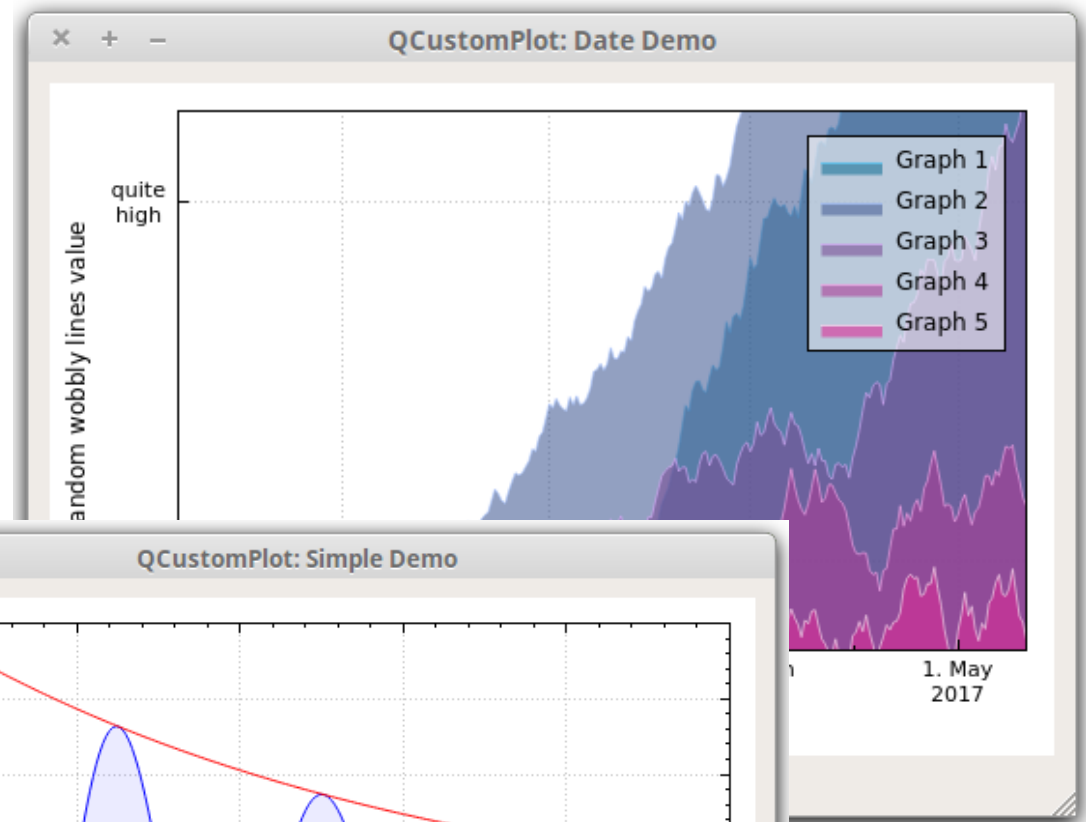 QCustomPlot: Date Demo
quite
high
andom wobbly lines value
Graph 1
Graph 2
Graph 3
Graph 4
Graph 5
1. May
2017
QCustomPlot: Simple Demo